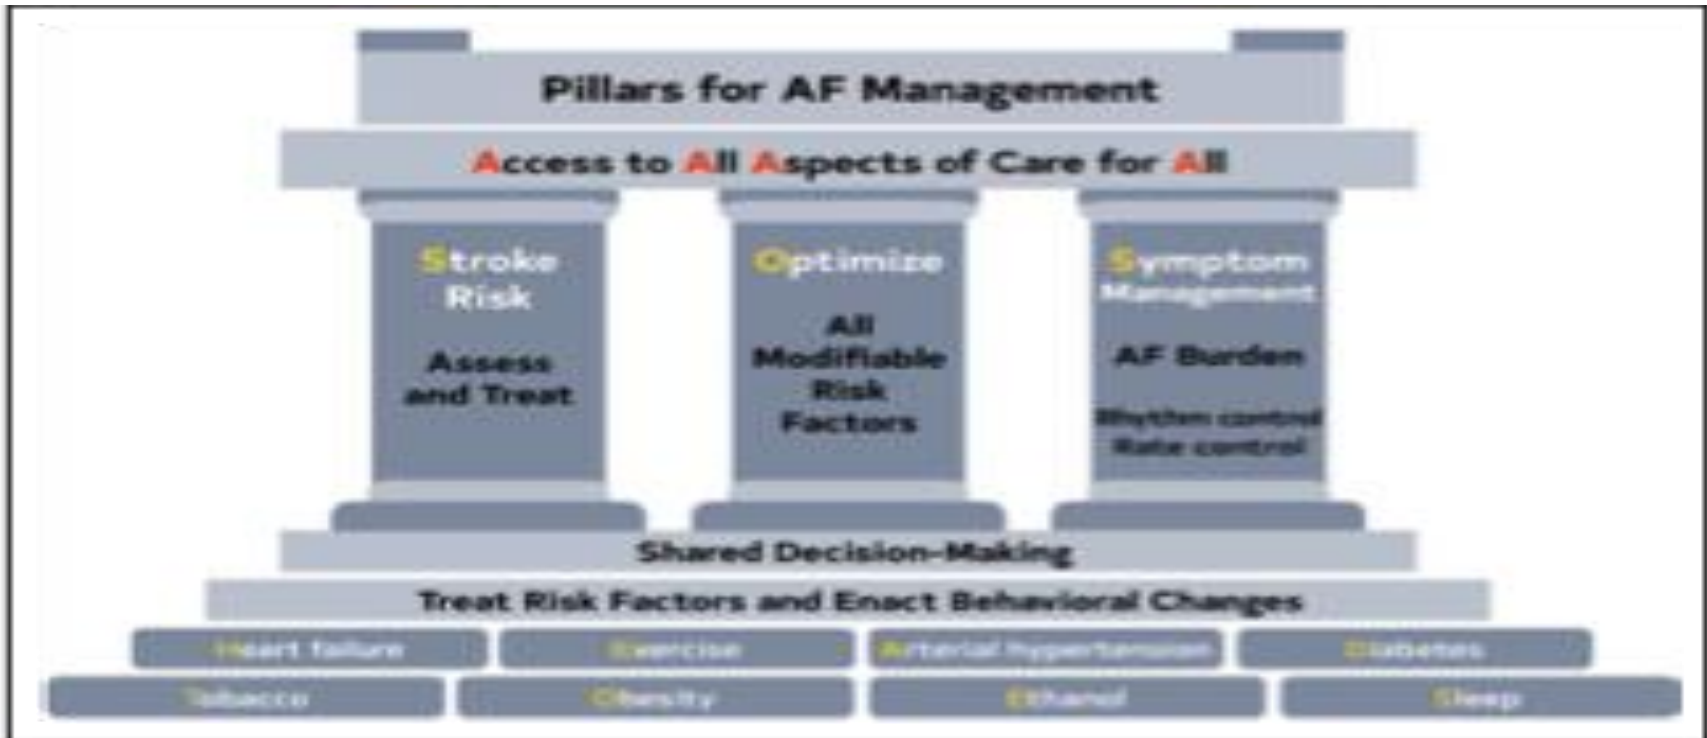 Pillars for AF Management
Access to All Aspects of Care for All
Stroke
Risk
Assess
and Treat
Optimize
All
Modifiable
Risk
Factors
Symptom
Management
AF Burden
Rhythm control
Rate control
Shared Decision-Making
Treat Risk Factors and Enact Behavioral Changes
Heart failure Exercise Arterial hypertension Diabetes
Tobacco Obesity Ethanol Sleep